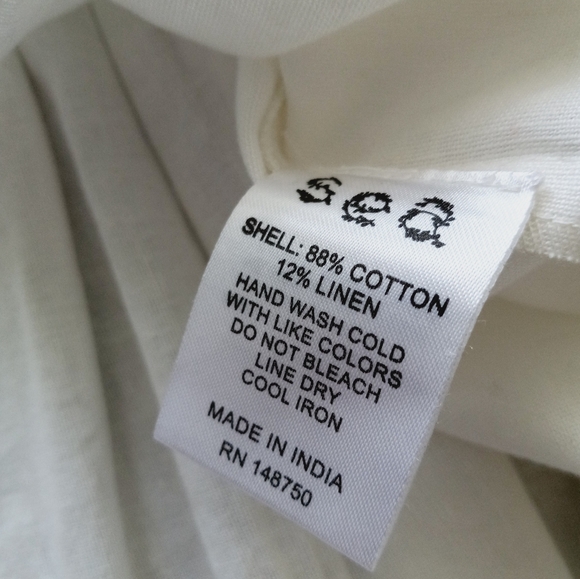 sea
SHELL: 88% COTTON
12% LINEN
HAND WASH COLD
WITH LIKE COLORS
DO NOT BLEACH
LINE DRY
COOL IRON
MADE IN INDIA
RN 148750